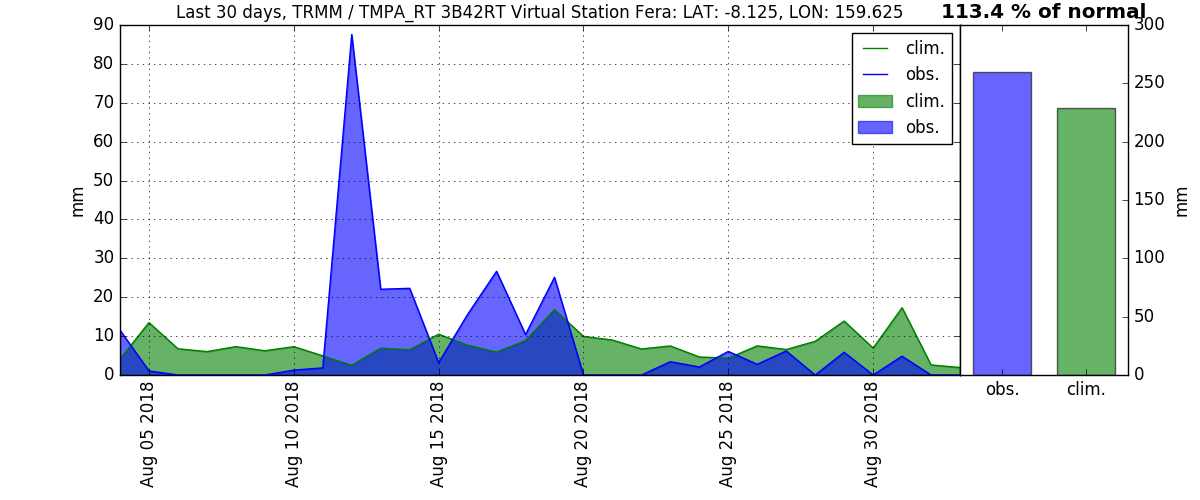 Last 30 days, TRMM / TMPA_RT 3B42RT Virtual Station Fera: LAT: -8.125, LON: 159.625
113.4 % of normal
90
80
70
60
50
40
30
20
10
0
mm
clim.
obs.
clim.
obs.
Aug 05 2018
Aug 10 2018
Aug 15 2018
Aug 20 2018
Aug 25 2018
Aug 30 2018
300
250
200
150
100
50
0
mm
obs.
clim.